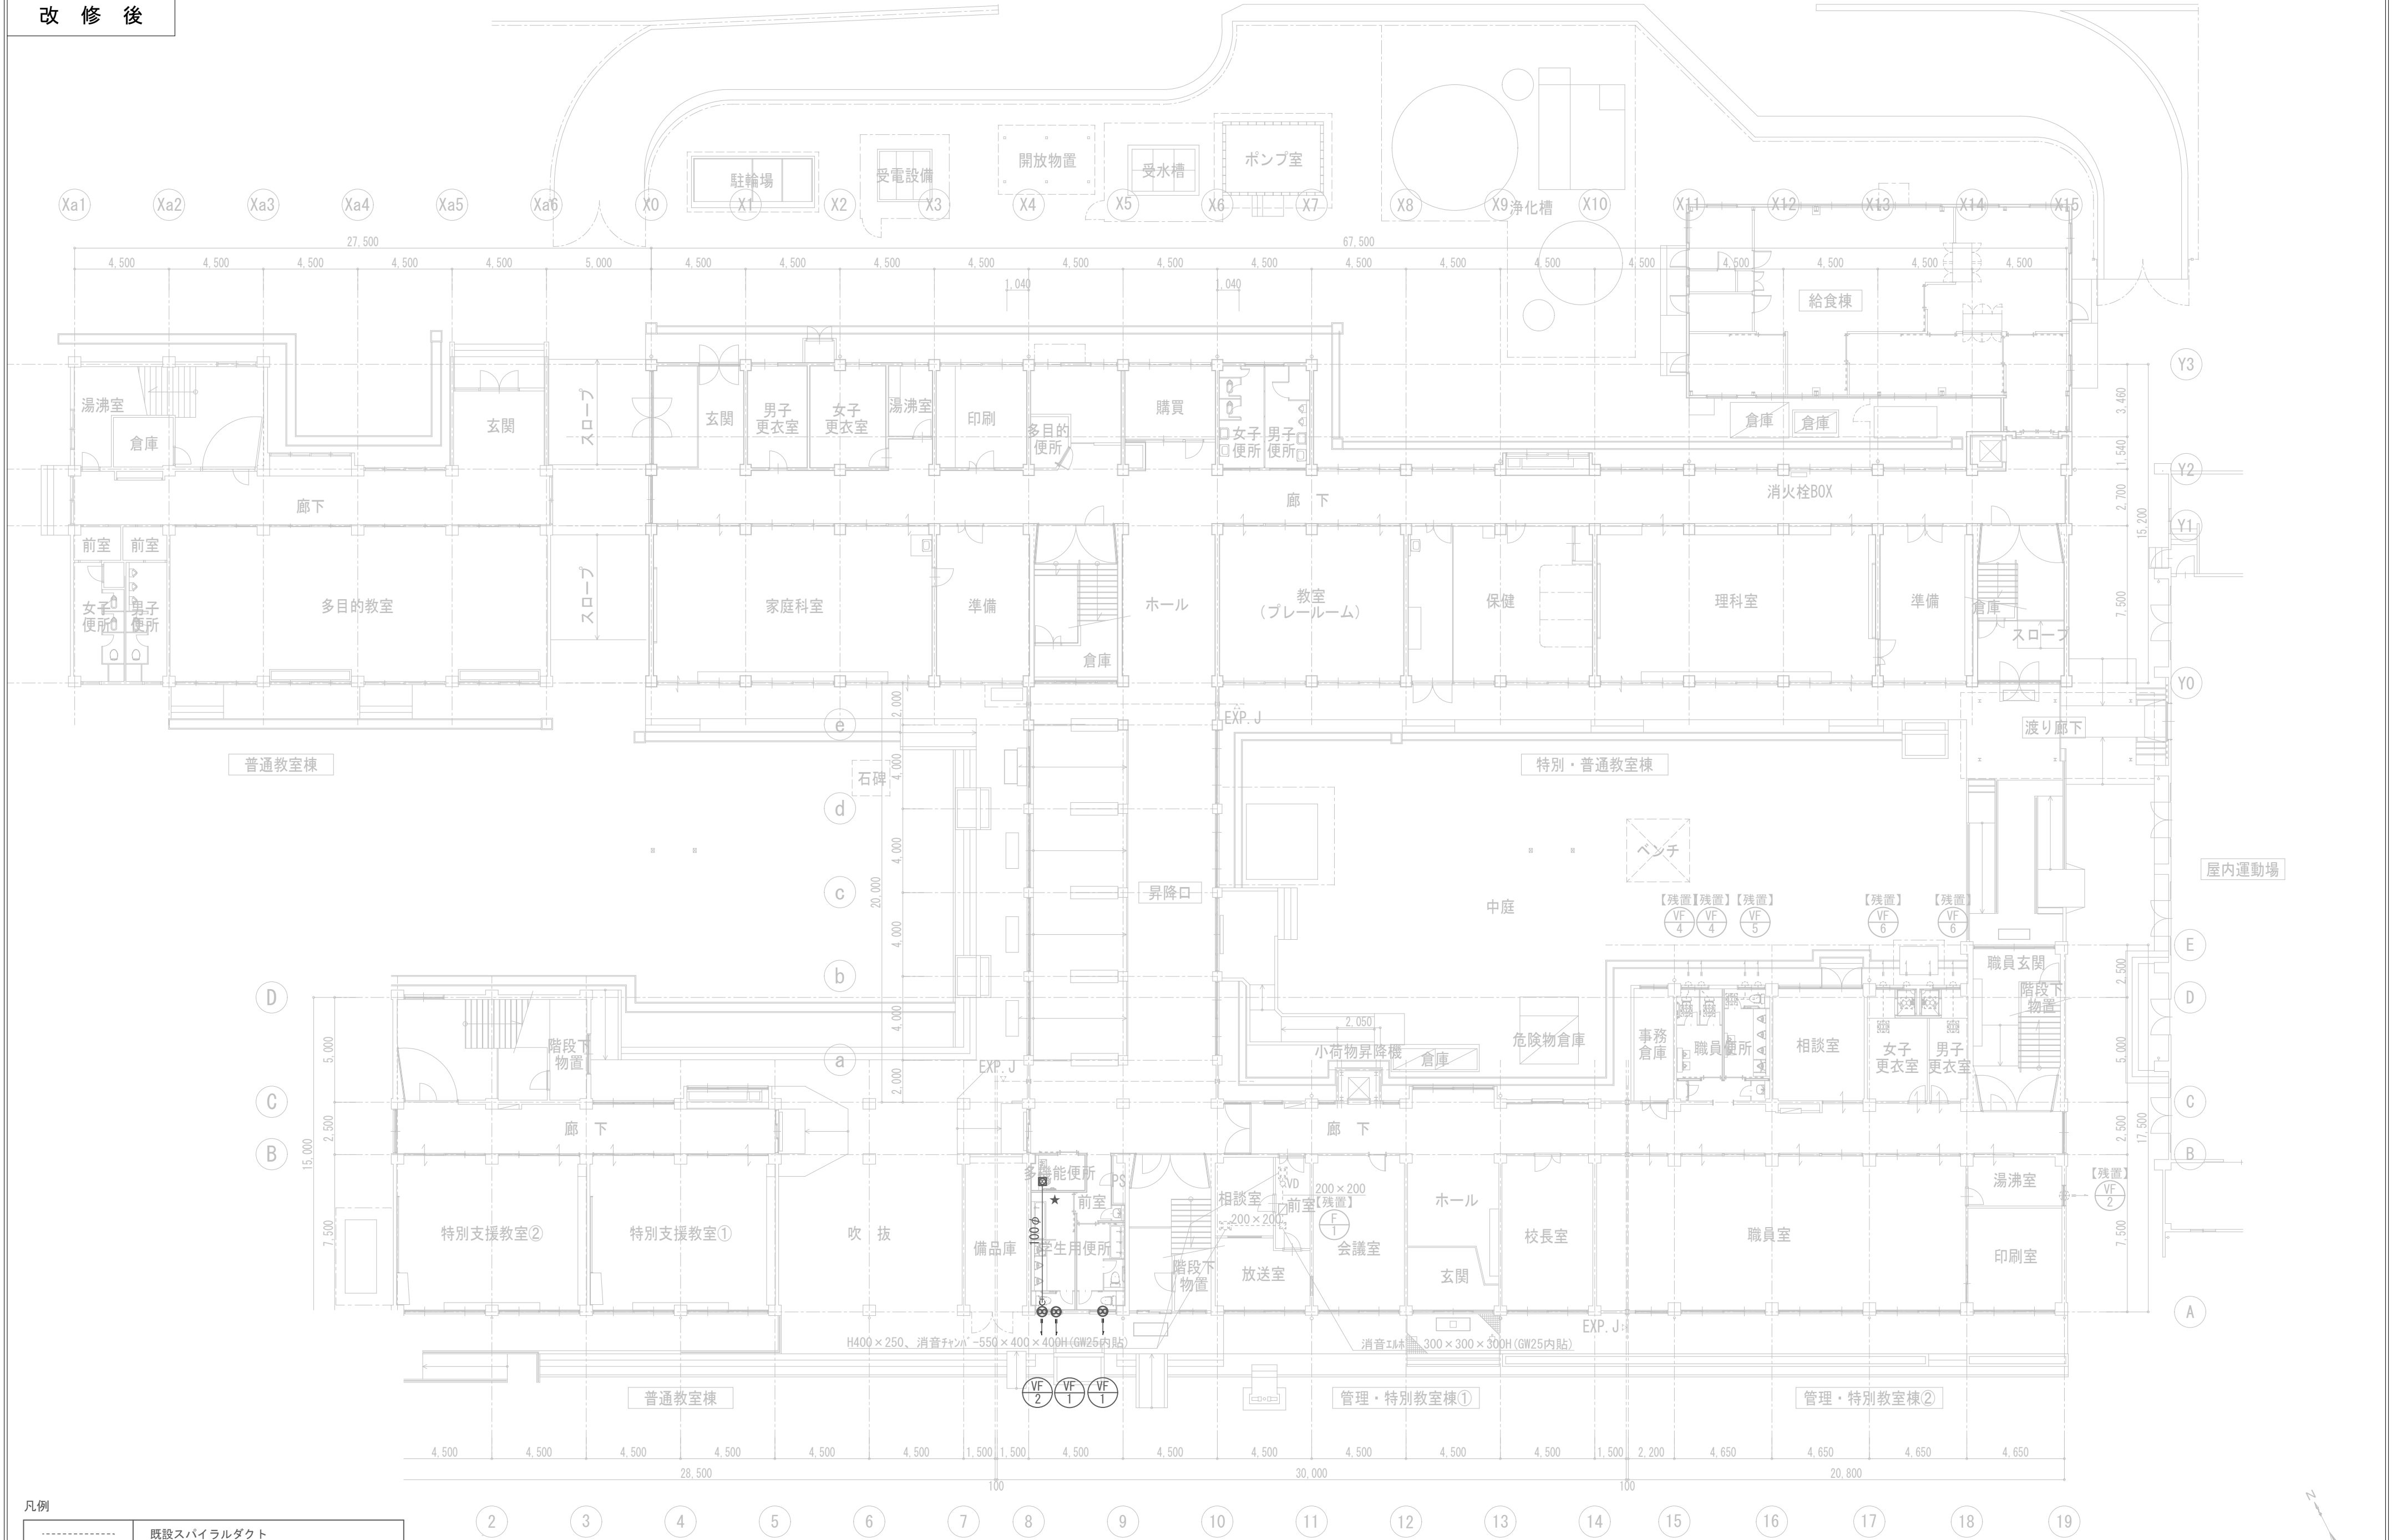 改 修 後
開放物置
受水槽
ポンプ室
駐輪場
受電設備
Xa1 Xa2 Xa3 Xa4 Xa5 Xa6 X0 X1 X2 X3 X4 X5 X6 X7 X8 X9 浄化槽 X10 X11 X12 X13 X14 X15
27,500 67,500
4,500 4,500 4,500 4,500 4,500 5,000 4,500 4,500 4,500 4,500 4,500 4,500 4,500 4,500 4,500 4,500 4,500 4,500 4,500 4,500 4,500
1,040 1,040
給食棟
Y3
3,460
湯沸室
倉庫
玄関
スロープ
玄関
男子
更衣室
女子
更衣室
湯沸室
印刷
多目的
便所
購買
女子
便所
男子
便所
倉庫
倉庫
1,540
Y2
廊下
廊 下
消火栓BOX
2,700
15,200
Y1
前室 前室
女子
便所
男子
便所
多目的教室
スロープ
家庭科室
準備
倉庫
ホール
教室
(プレールーム)
保健
理科室
準備
倉庫
スロープ
7,500
Y0
2,000
e
EXP.J
渡り廊下
普通教室棟
石碑
4,000
特別・普通教室棟
d
4,000
ベンチ
屋内運動場
c
20,000
昇降口
中庭
【残置】
VF
4
【残置】
VF
4
【残置】
VF
5
【残置】
VF
6
【残置】
VF
6
4,000
b
E
職員玄関
2,500
D
4,000
階段下
物置
D
5,000
階段下
物置
2,050
小荷物昇降機
倉庫
危険物倉庫
事務
倉庫
職員便所
相談室
女子
更衣室
男子
更衣室
5,000
a
EXP.J
2,000
C
C
15,000
2,500
廊 下
廊 下
2,500
17,500
B
B
多機能便所
PS
前室
★
100φ
学生用便所
相談室
VD
前室
200×200
【残置】
F
1
200×200
ホール
湯沸室
【残置】
VF
2
7,500
特別支援教室②
特別支援教室①
吹 抜
備品庫
階段下
物置
放送室
会議室
玄関
校長室
職員室
印刷室
7,500
A
H400×250、消音チャンバー550×400×400H(GW25内貼)
消音エルボ 300×300×300H(GW25内貼)
EXP.J
VF
2
VF
1
VF
1
普通教室棟
管理・特別教室棟①
管理・特別教室棟②
4,500 4,500 4,500 4,500 4,500 4,500 1,500 1,500 4,500 4,500 4,500 4,500 4,500 4,500 1,500 2,200 4,650 4,650 4,650 4,650
28,500 30,000 20,800
100 100
N
凡例
2 3 4 5 6 7 8 9 10 11 12 13 14 15 16 17 18 19
既設スパイラルダクト